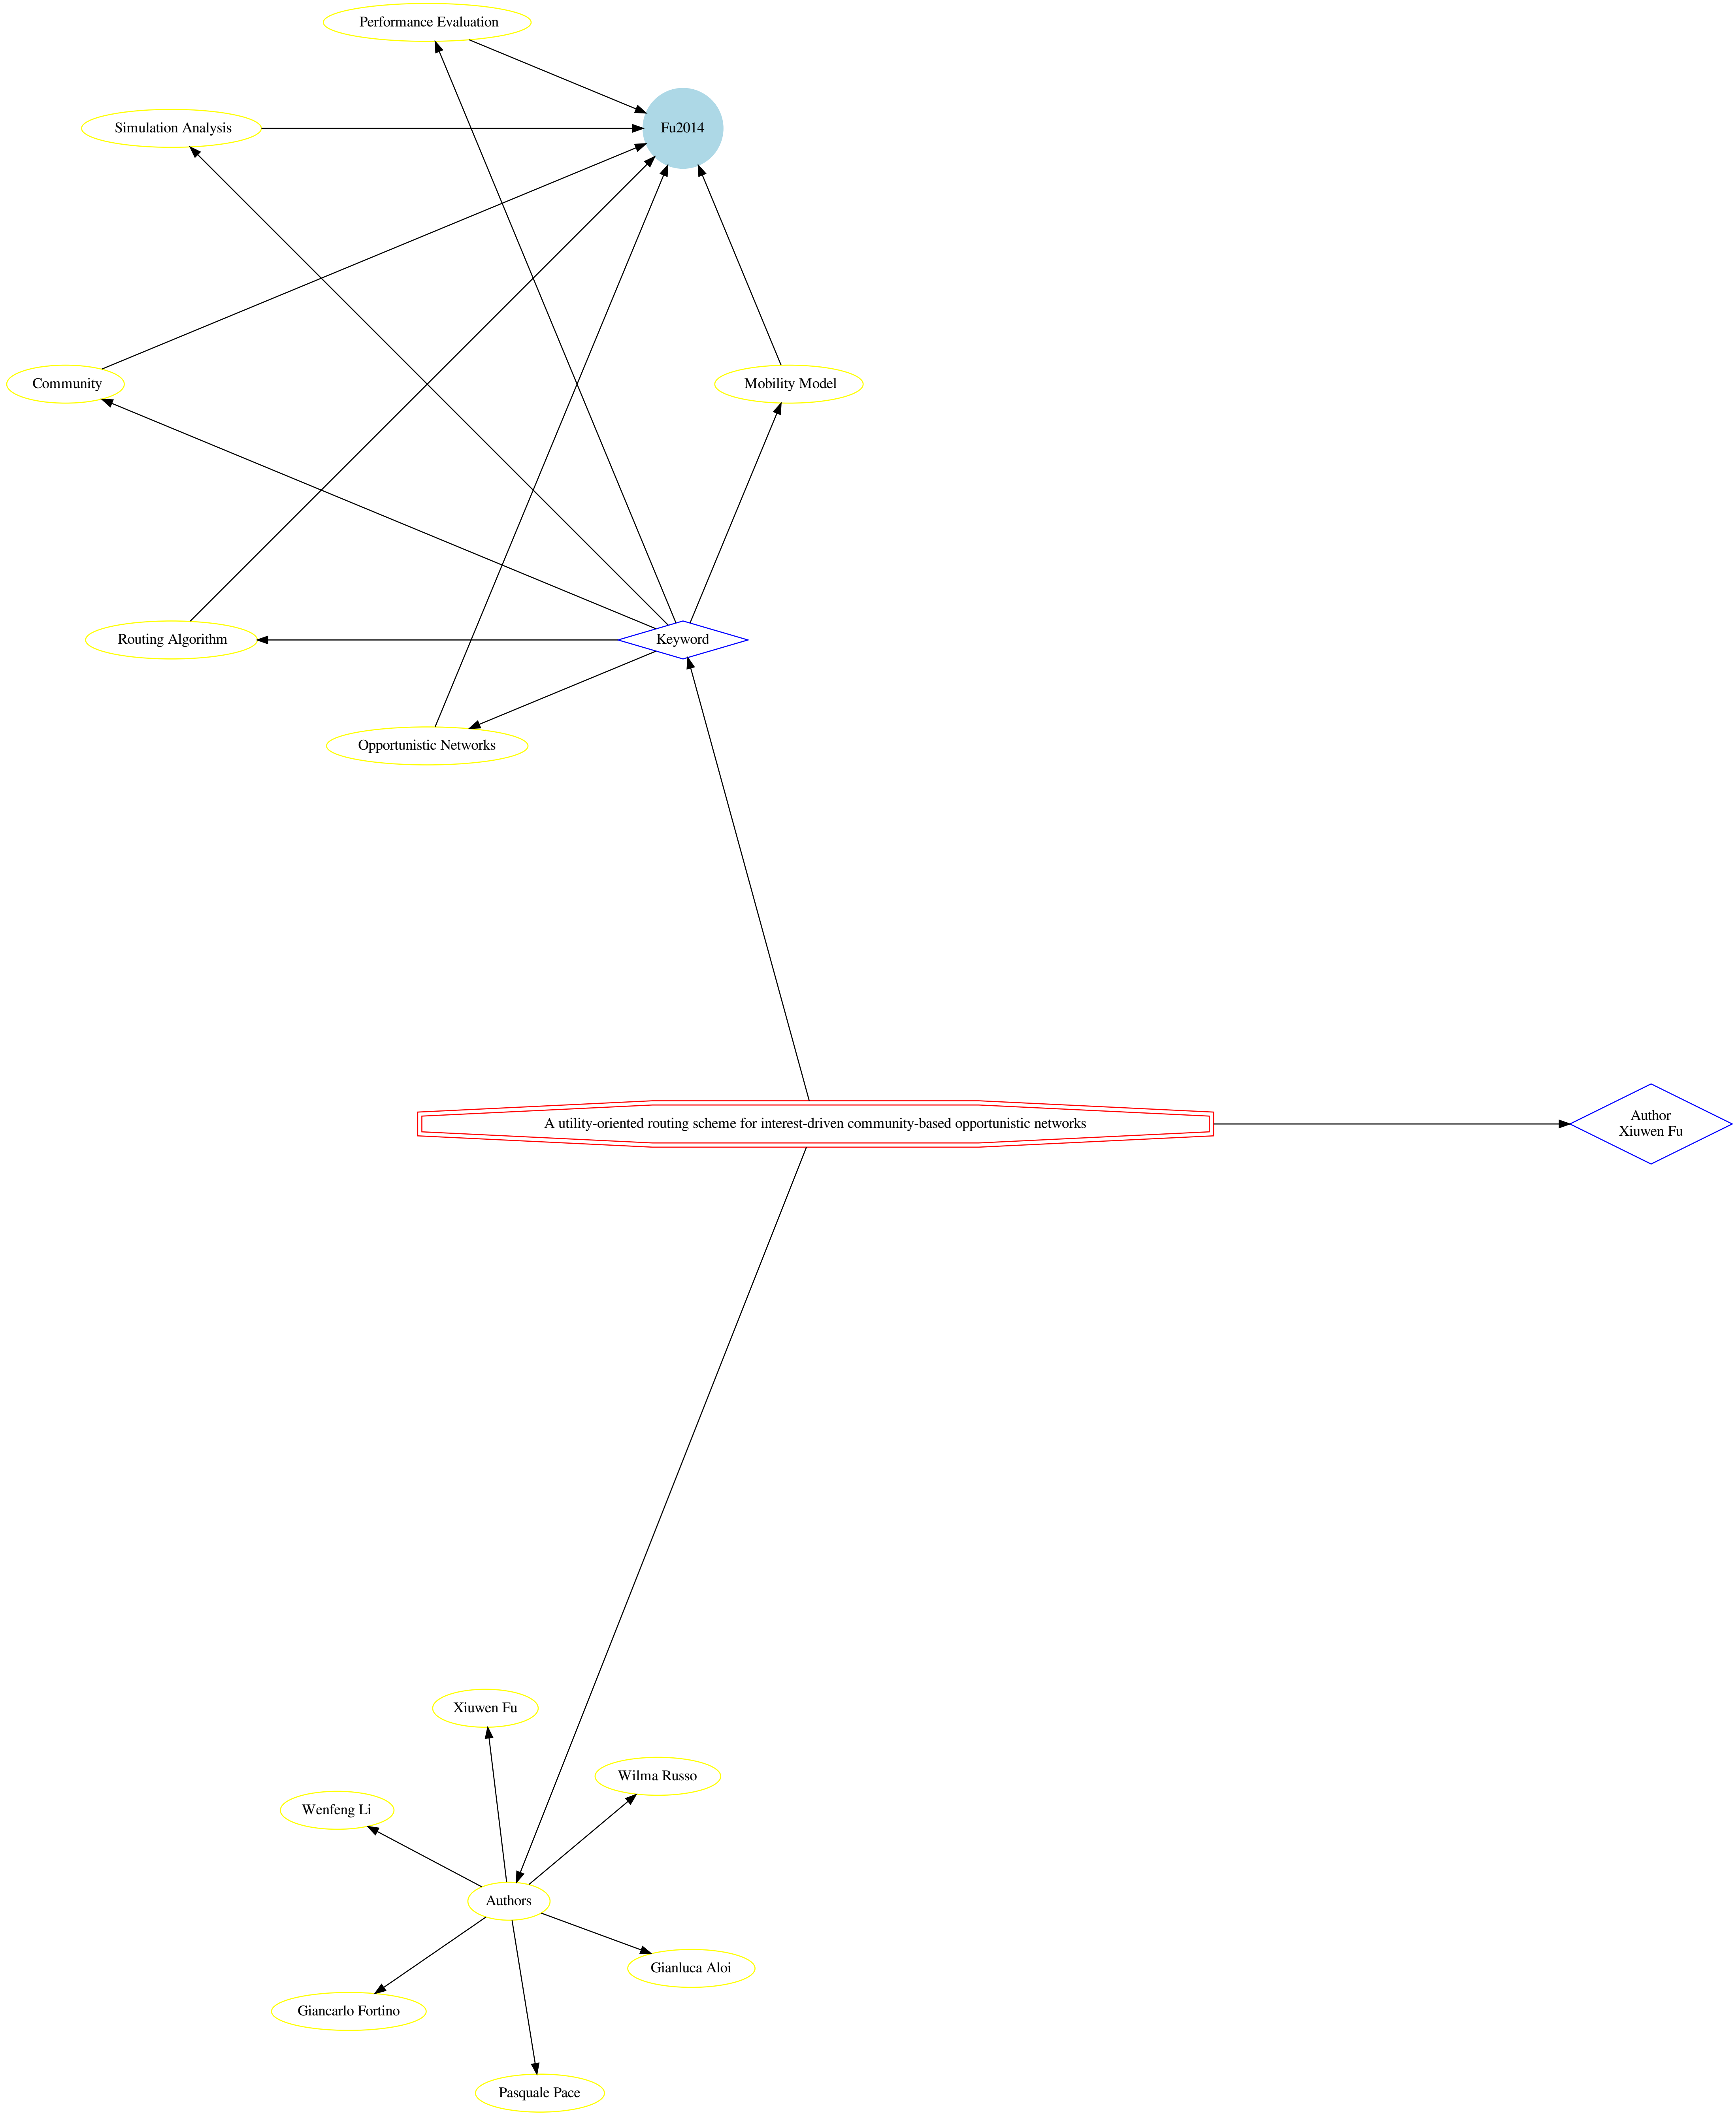 Performance Evaluation
Simulation Analysis
Fu2014
Community
Mobility Model
Routing Algorithm
Keyword
Opportunistic Networks
A utility-oriented routing scheme for interest-driven community-based opportunistic networks
Author
Xiuwen Fu
Xiuwen Fu
Wilma Russo
Wenfeng Li
Authors
Gianluca Aloi
Giancarlo Fortino
Pasquale Pace